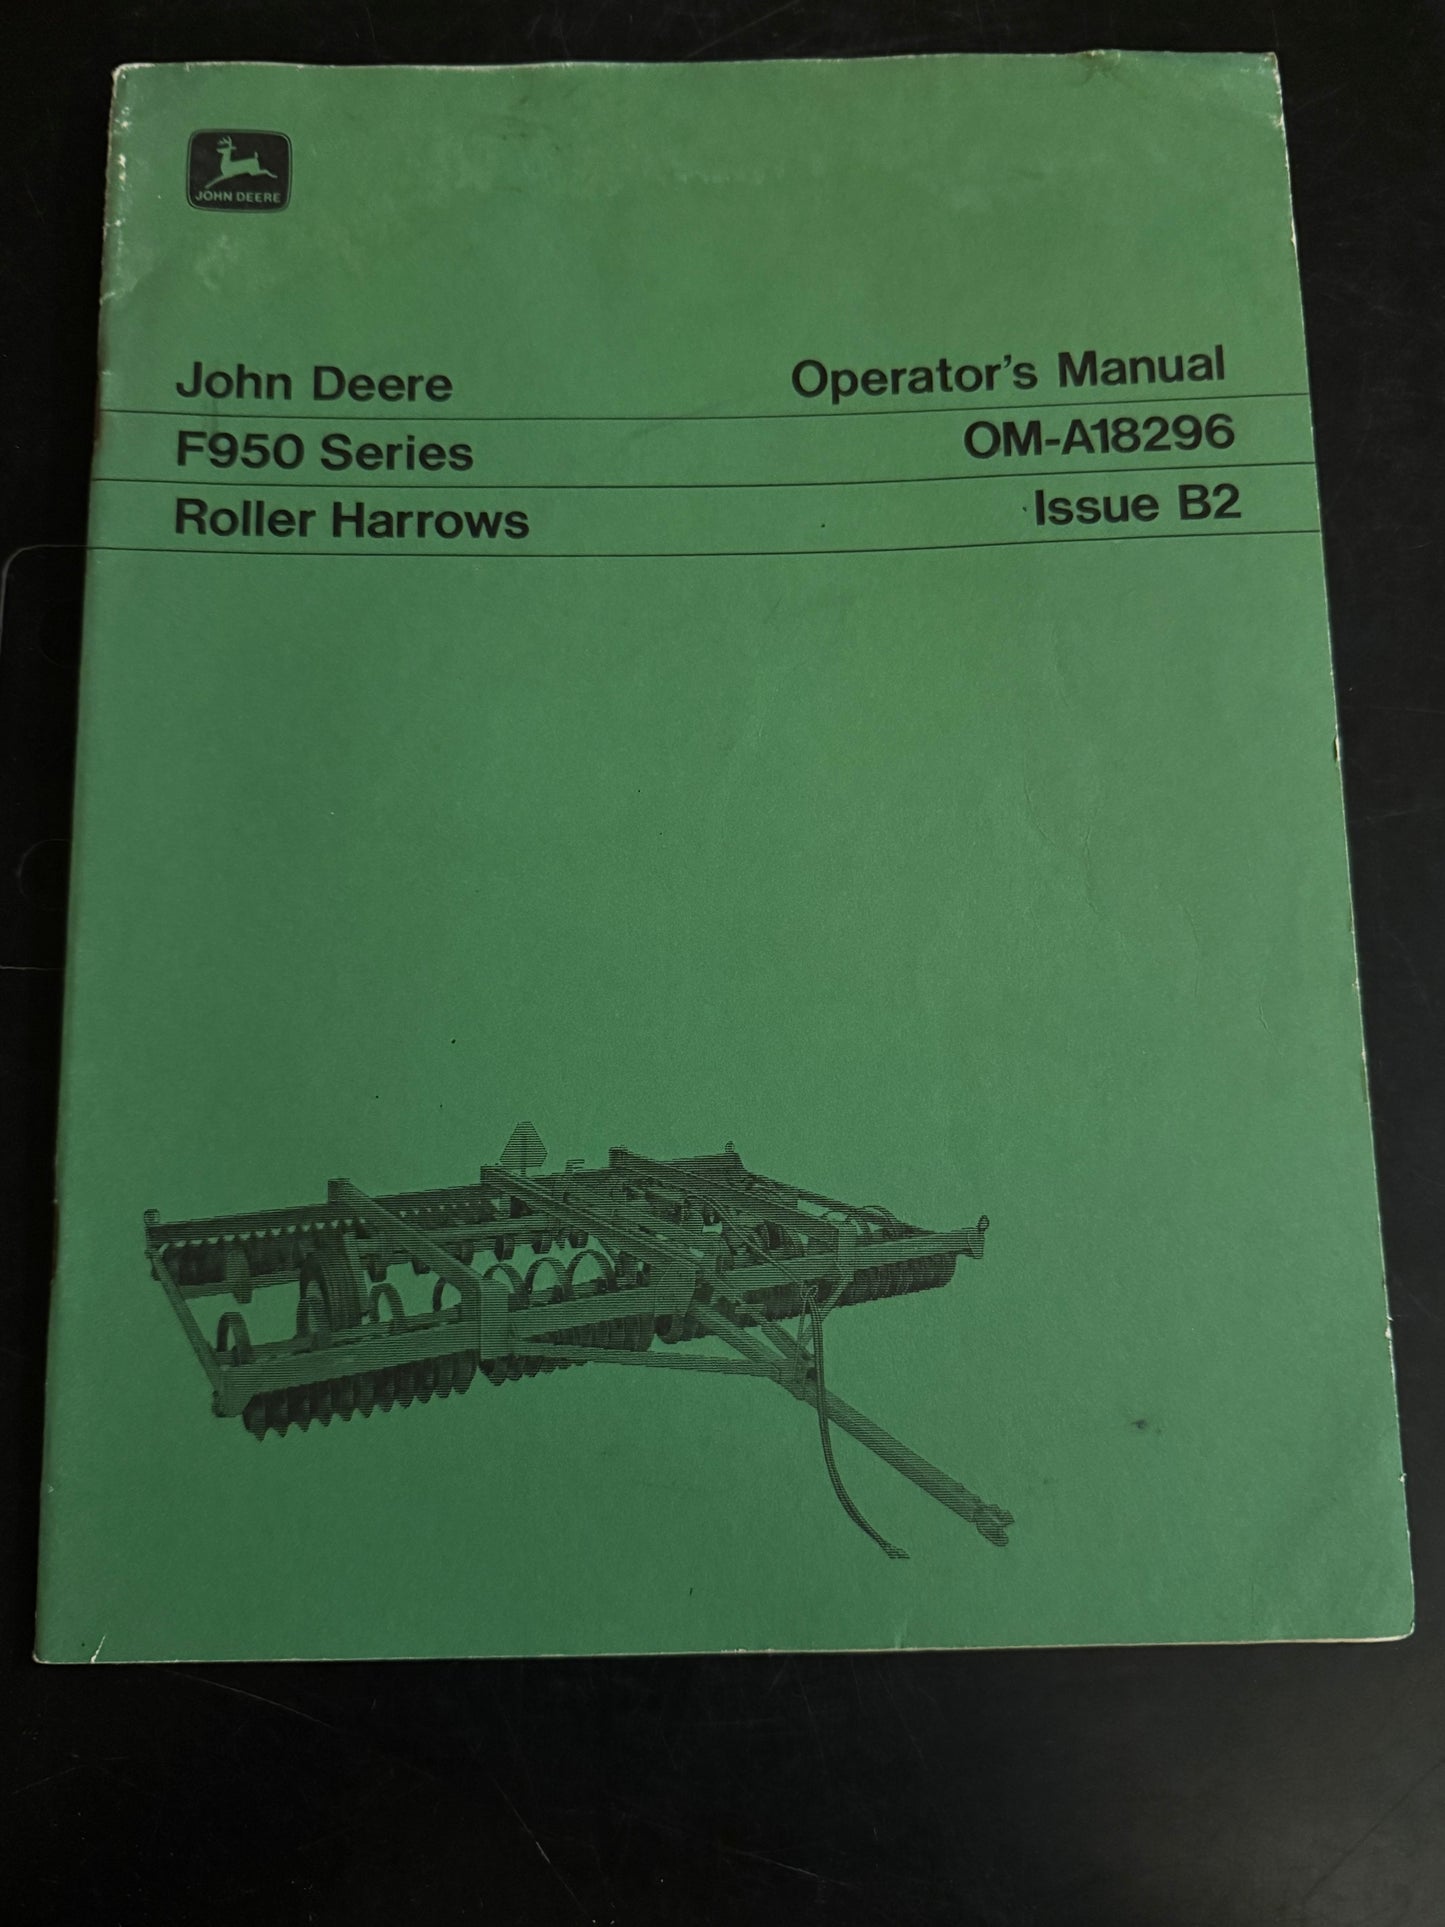 JOHN DEERE
John Deere
Operator's Manual
F950 Series
OM-A18296
Roller Harrows
Issue B2